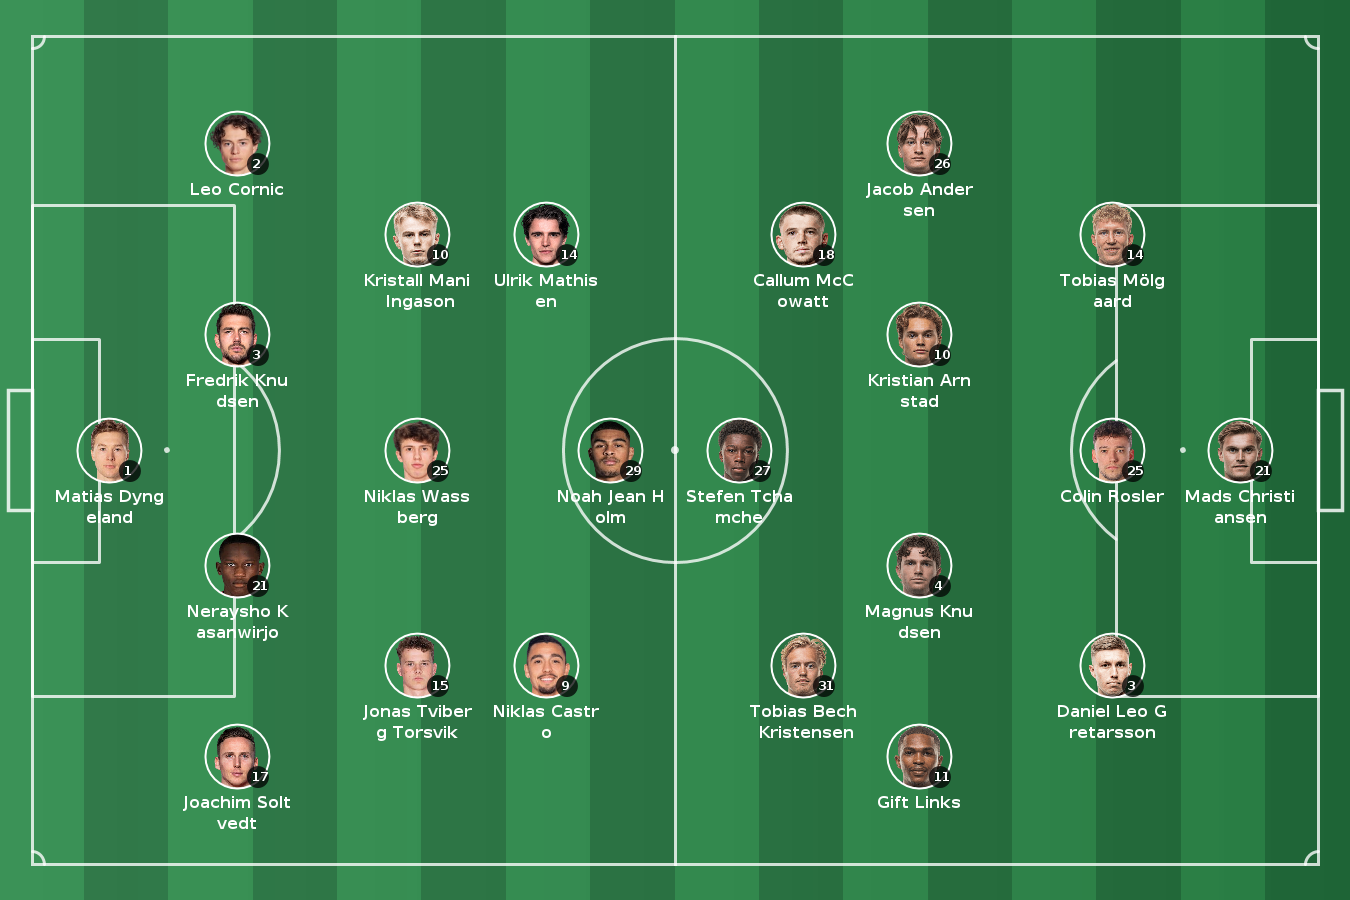 2
Leo Cornic
26
Jacob Ander
sen
10
Kristall Mani
Ingason
14
Ulrik Mathis
en
18
Callum McC
owatt
14
Tobias Mölg
aard
3
Fredrik Knu
dsen
10
Kristian Arn
stad
1
Matias Dyng
eland
25
Niklas Wass
berg
29
Noah Jean H
olm
27
Stefen Tcha
mche
25
Colin Rosler
21
Mads Christi
ansen
21
Neraysho K
asanwirjo
4
Magnus Knu
dsen
15
Jonas Tviber
g Torsvik
9
Niklas Castr
o
31
Tobias Bech
Kristensen
3
Daniel Leo G
retarsson
17
Joachim Solt
vedt
11
Gift Links